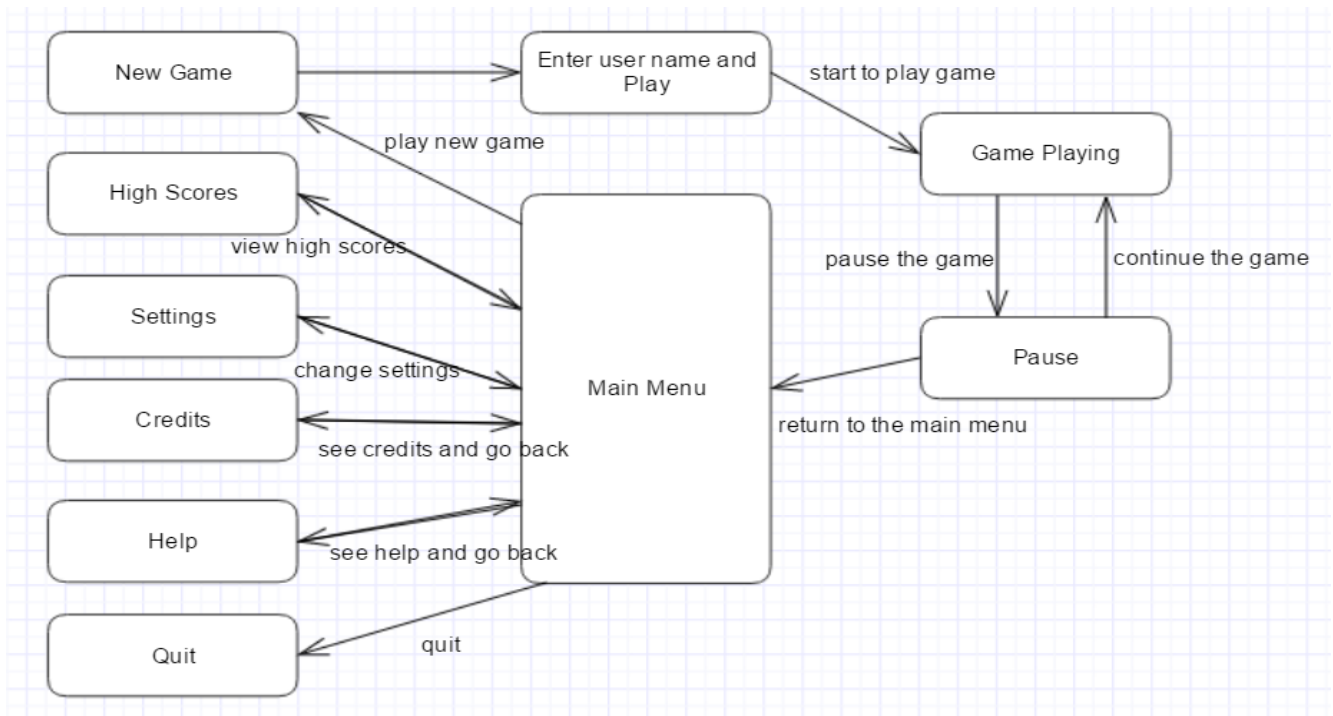 New Game
Enter user name and
Play
start to play game
play new game
Game Playing
High Scores
view high scores
pause the game
continue the game
Settings
change settings
Main Menu
Pause
Credits
see credits and go back
return to the main menu
Help
see help and go back
Quit
quit